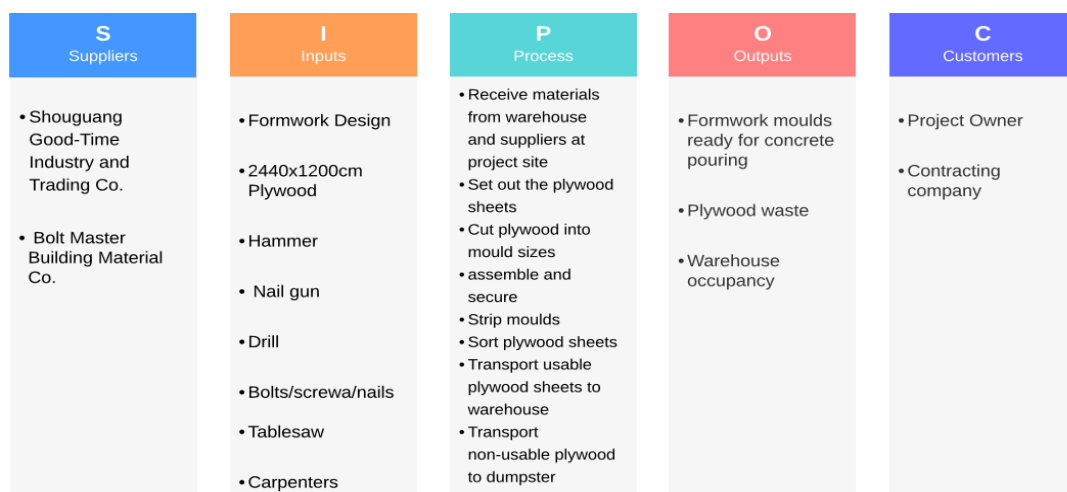 S
Suppliers
• Shouguang
Good-Time
Industry and
Trading Co.
• Bolt Master
Building Material
Co.
I
Inputs
• Formwork Design
• 2440x1200cm
Plywood
• Hammer
• Nail gun
• Drill
• Bolts/screwa/nails
• Tablesaw
• Carpenters
P
Process
• Receive materials
from warehouse
and suppliers at
project site
• Set out the plywood
sheets
• Cut plywood into
mould sizes
• assemble and
secure
• Strip moulds
• Sort plywood sheets
• Transport usable
plywood sheets to
warehouse
• Transport
non-usable plywood
to dumpster
O
Outputs
• Formwork moulds
ready for concrete
pouring
• Plywood waste
• Warehouse
occupancy
C
Customers
• Project Owner
• Contracting
company